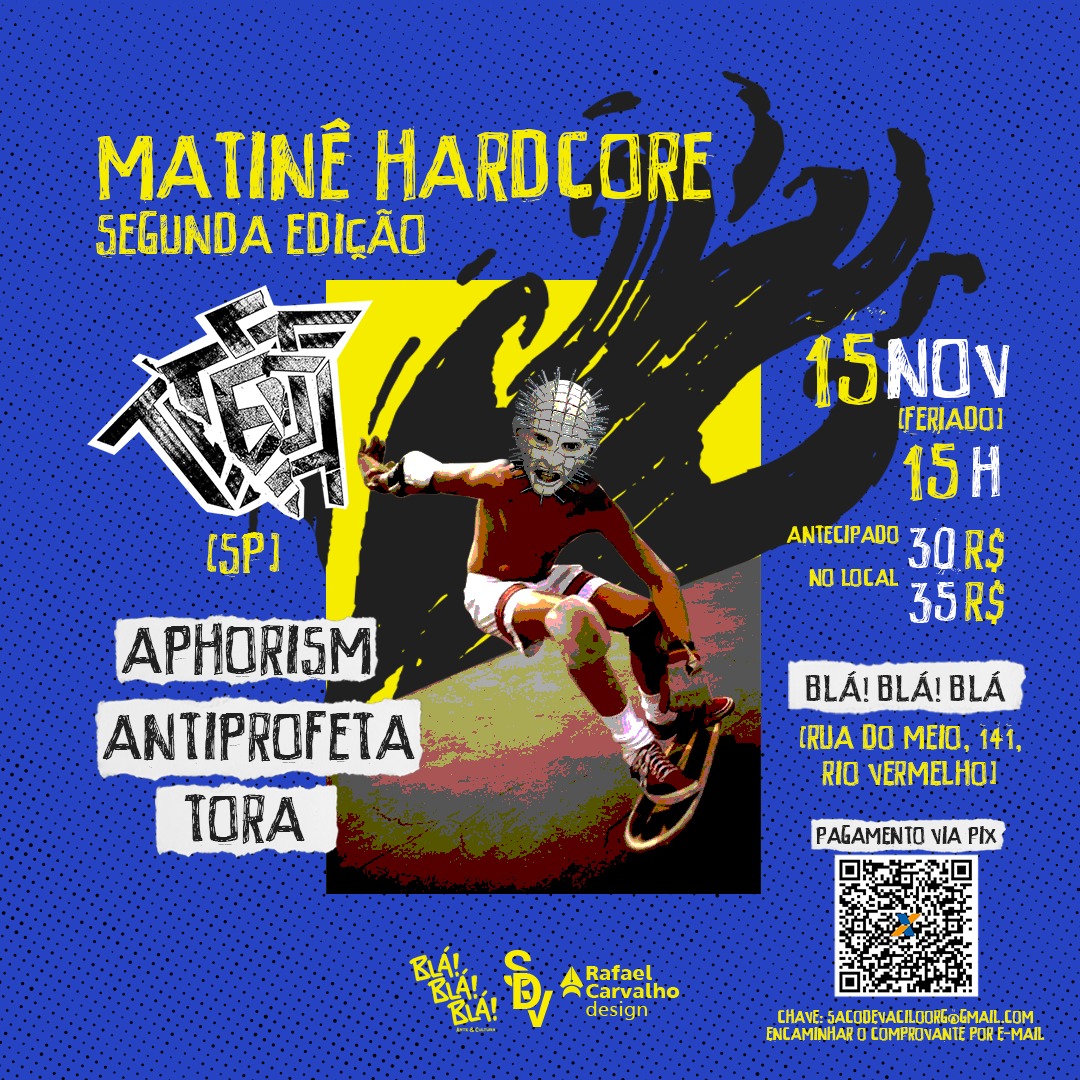 MATINÊ HARDCORE
SEGUNDA EDIÇÃO
[SP]
APHORISM
ANTIPROFETA
TORA
15 NOV
[FERIADO]
15 H
ANTECIPADO 30 R$
NO LOCAL 35 R$
BLÁ! BLÁ! BLÁ
[RUA DO MEIO, 141,
RIO VERMELHO]
PAGAMENTO VIA PIX
CHAVE: SACODEVACILOORG@GMAIL.COM
ENCAMINHAR O COMPROVANTE POR E-MAIL
BLÁ!
BLÁ!
BLÁ!
ARTE & CULTURA
SDV
Rafael
Carvalho
design